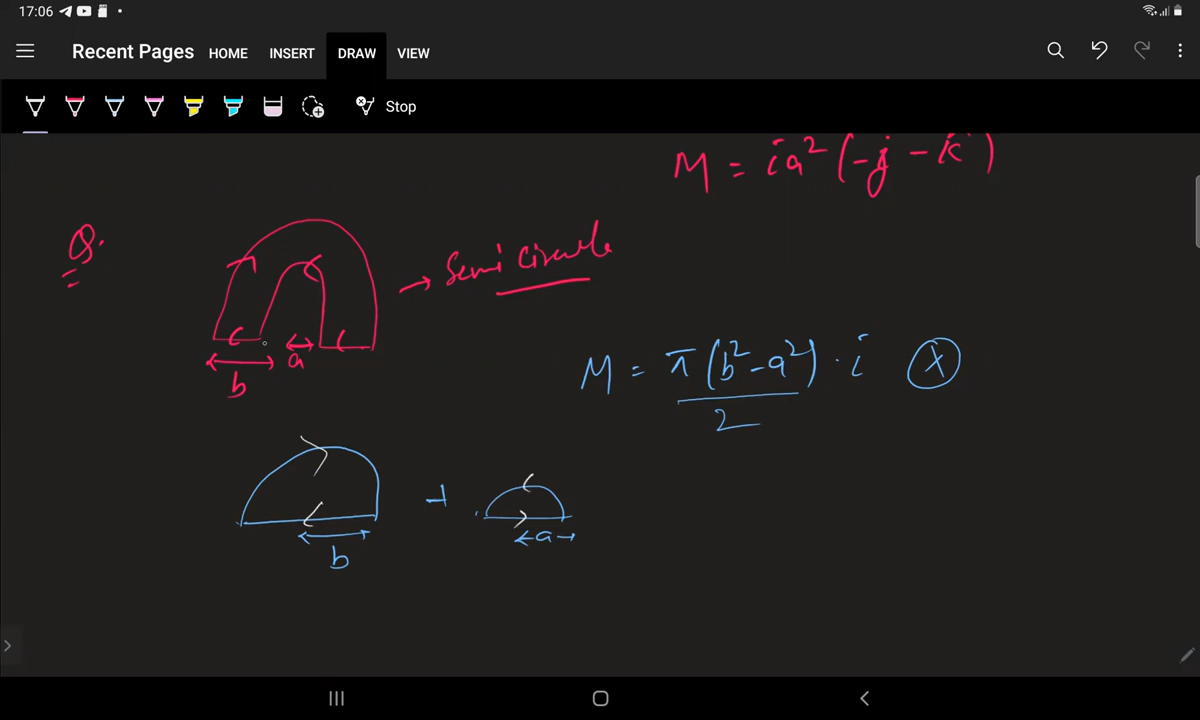 17:06
Recent Pages HOME INSERT DRAW VIEW
Stop
M = ia² (-j - k)
Q.
→ Semi Circle
a
b
M = π(b² - a²)/2 · i ⊗
+
b
a